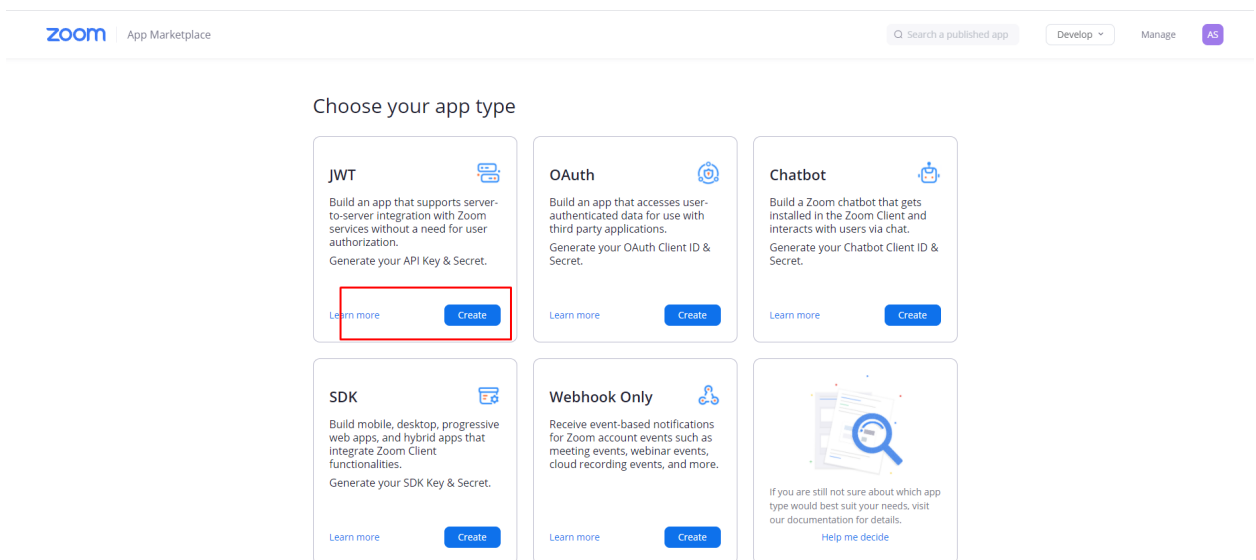 zoom App Marketplace Search a published app Develop Manage AS
Choose your app type
JWT
Build an app that supports server-
to-server integration with Zoom
services without a need for user
authorization.
Generate your API Key & Secret.
Learn more Create
OAuth
Build an app that accesses user-
authenticated data for use with
third party applications.
Generate your OAuth Client ID &
Secret.
Learn more Create
Chatbot
Build a Zoom chatbot that gets
installed in the Zoom Client and
interacts with users via chat.
Generate your Chatbot Client ID &
Secret.
Learn more Create
SDK
Build mobile, desktop, progressive
web apps, and hybrid apps that
integrate Zoom Client
functionalities.
Generate your SDK Key & Secret.
Learn more Create
Webhook Only
Receive event-based notifications
for Zoom account events such as
meeting events, webinar events,
cloud recording events, and more.
Learn more Create
If you are still not sure about which app
type would best suit your needs, visit
our documentation for details.
Help me decide